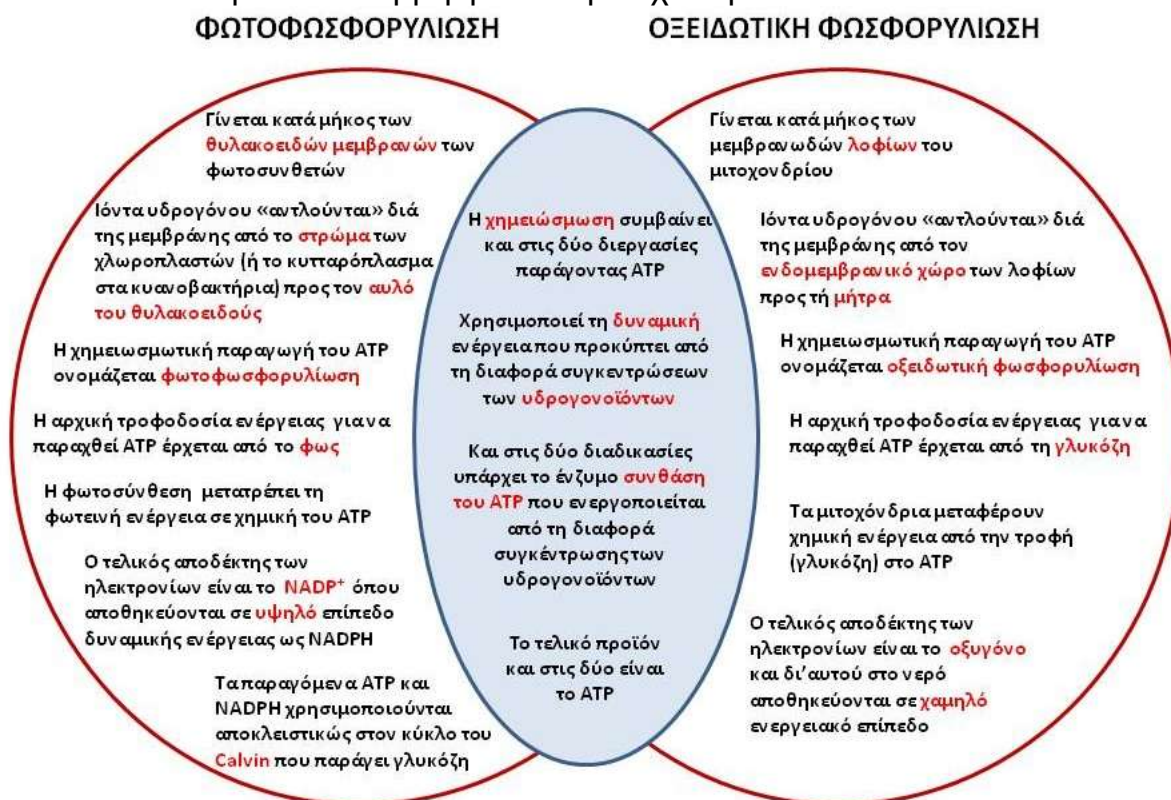 ΦΩΤΟΦΩΣΦΟΡΥΛΙΩΣΗ
ΟΞΕΙΔΩΤΙΚΗ ΦΩΣΦΟΡΥΛΙΩΣΗ
Γίνεται κατά μήκος των
θυλακοειδών μεμβρανών των
φωτοσυνθετών
Ιόντα υδρογόνου «αντλούνται» διά
της μεμβράνης από το στρώμα των
χλωροπλαστών (ή το κυτταρόπλασμα
στα κυανοβακτήρια) προς τον αυλό
του θυλακοειδούς
Η χημειωσμωτική παραγωγή του ATP
ονομάζεται φωτοφωσφορυλίωση
Η αρχική τροφοδοσία ενέργειας για να
παραχθεί ATP έρχεται από το φως
Η φωτοσύνθεση μετατρέπει τη
φωτεινή ενέργεια σε χημική του ATP
Ο τελικός αποδέκτης των
ηλεκτρονίων είναι το NADP⁺ όπου
αποθηκεύονται σε υψηλό επίπεδο
δυναμικής ενέργειας ως NADPH
Τα παραγόμενα ATP και
NADPH χρησιμοποιούνται
αποκλειστικώς στον κύκλο του
Calvin που παράγει γλυκόζη
Η χημειώσμωση συμβαίνει
και στις δύο διεργασίες
παράγοντας ATP
Χρησιμοποιεί τη δυναμική
ενέργεια που προκύπτει από
τη διαφορά συγκεντρώσεων
των υδρογονοϊόντων
Και στις δύο διαδικασίες
υπάρχει το ένζυμο συνθάση
του ATP που ενεργοποιείται
από τη διαφορά
συγκέντρωσης των
υδρογονοϊόντων
Το τελικό προϊόν
και στις δύο είναι
το ATP
Γίνεται κατά μήκος των
μεμβρανωδών λοφίων του
μιτοχονδρίου
Ιόντα υδρογόνου «αντλούνται» διά
της μεμβράνης από τον
ενδομεμβρανικό χώρο των λοφίων
προς τή μήτρα
Η χημειωσμωτική παραγωγή του ATP
ονομάζεται οξειδωτική φωσφορυλίωση
Η αρχική τροφοδοσία ενέργειας για να
παραχθεί ATP έρχεται από τη γλυκόζη
Τα μιτοχόνδρια μεταφέρουν
χημική ενέργεια από την τροφή
(γλυκόζη) στο ATP
Ο τελικός αποδέκτης των
ηλεκτρονίων είναι το οξυγόνο
και δι'αυτού στο νερό
αποθηκεύονται σε χαμηλό
ενεργειακό επίπεδο